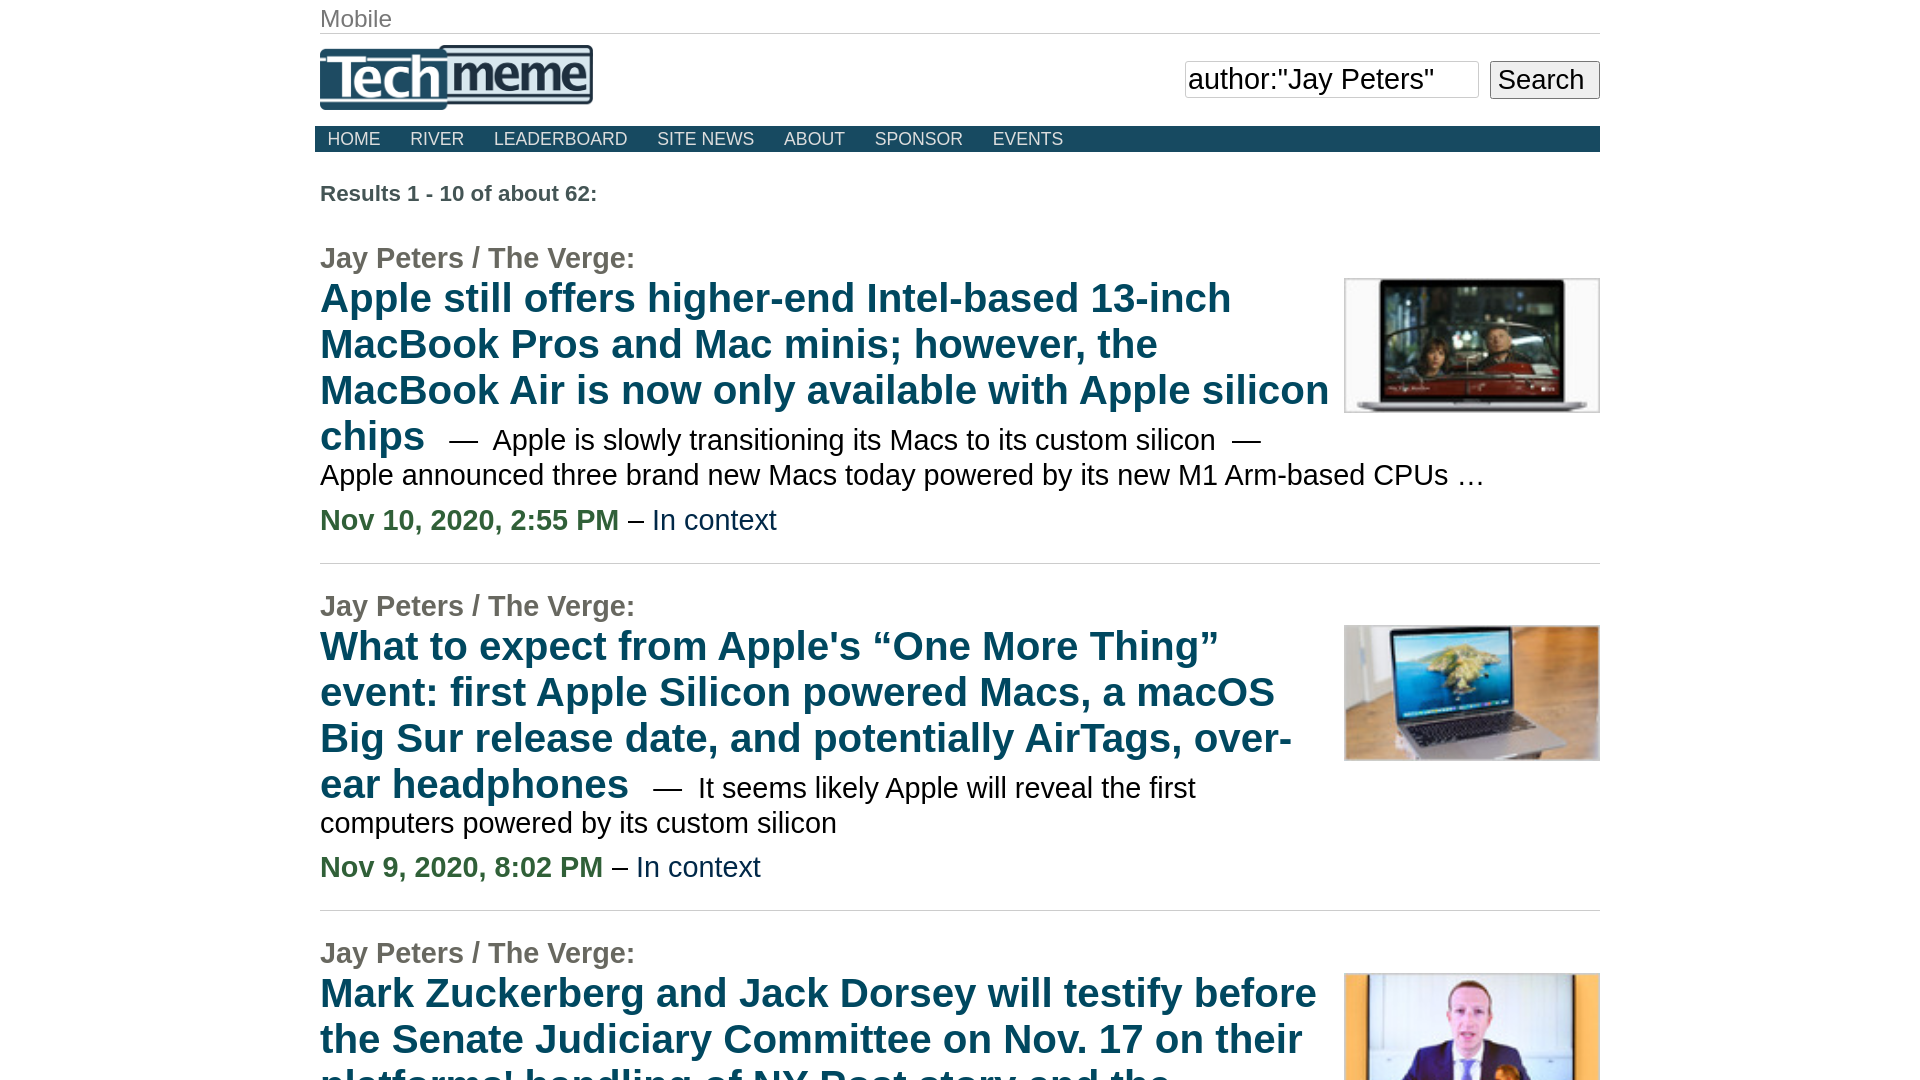 Mobile
Techmeme
author:"Jay Peters"
Search
HOME RIVER LEADERBOARD SITE NEWS ABOUT SPONSOR EVENTS
Results 1 - 10 of about 62:
Jay Peters / The Verge:
Apple still offers higher-end Intel-based 13-inch
MacBook Pros and Mac minis; however, the
MacBook Air is now only available with Apple silicon
chips — Apple is slowly transitioning its Macs to its custom silicon —
Apple announced three brand new Macs today powered by its new M1 Arm-based CPUs …
Nov 10, 2020, 2:55 PM – In context
Jay Peters / The Verge:
What to expect from Apple's “One More Thing”
event: first Apple Silicon powered Macs, a macOS
Big Sur release date, and potentially AirTags, over-
ear headphones — It seems likely Apple will reveal the first
computers powered by its custom silicon
Nov 9, 2020, 8:02 PM – In context
Jay Peters / The Verge:
Mark Zuckerberg and Jack Dorsey will testify before
the Senate Judiciary Committee on Nov. 17 on their
platforms' handling of NY Post story and the